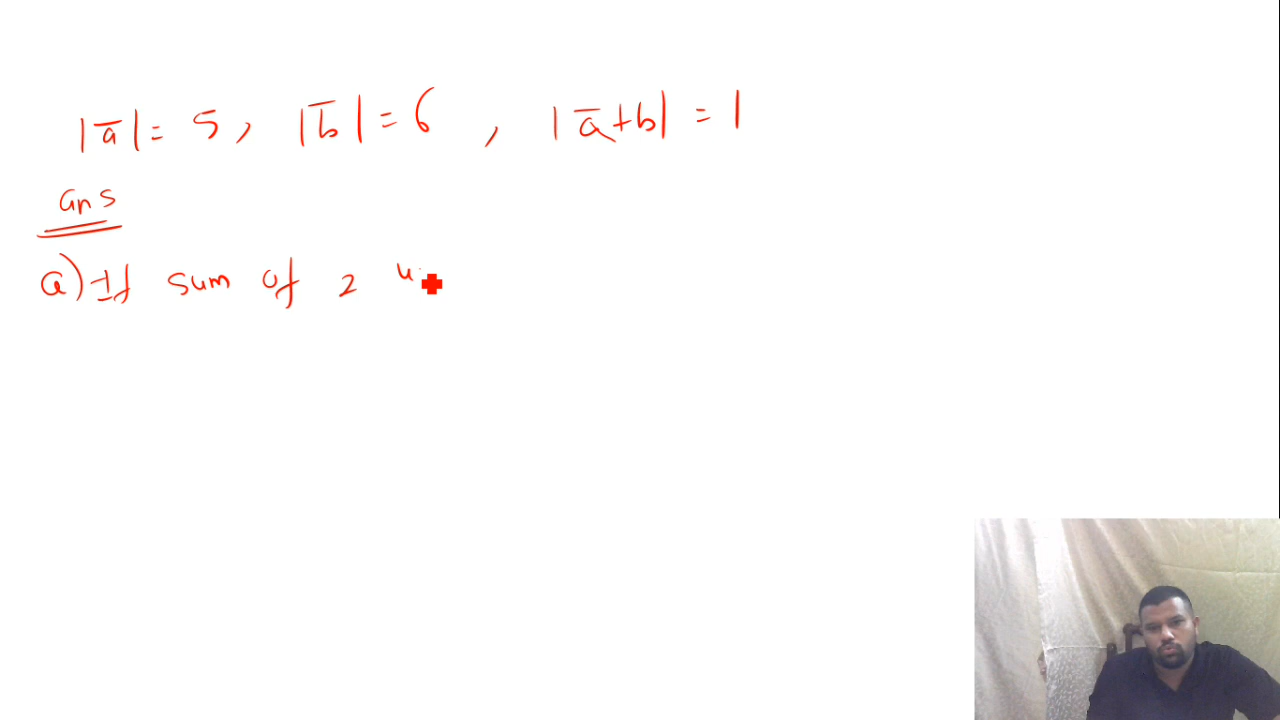 |a̅| = 5, |b̅| = 6, |a̅+b| = 1
ans
a) If sum of 2